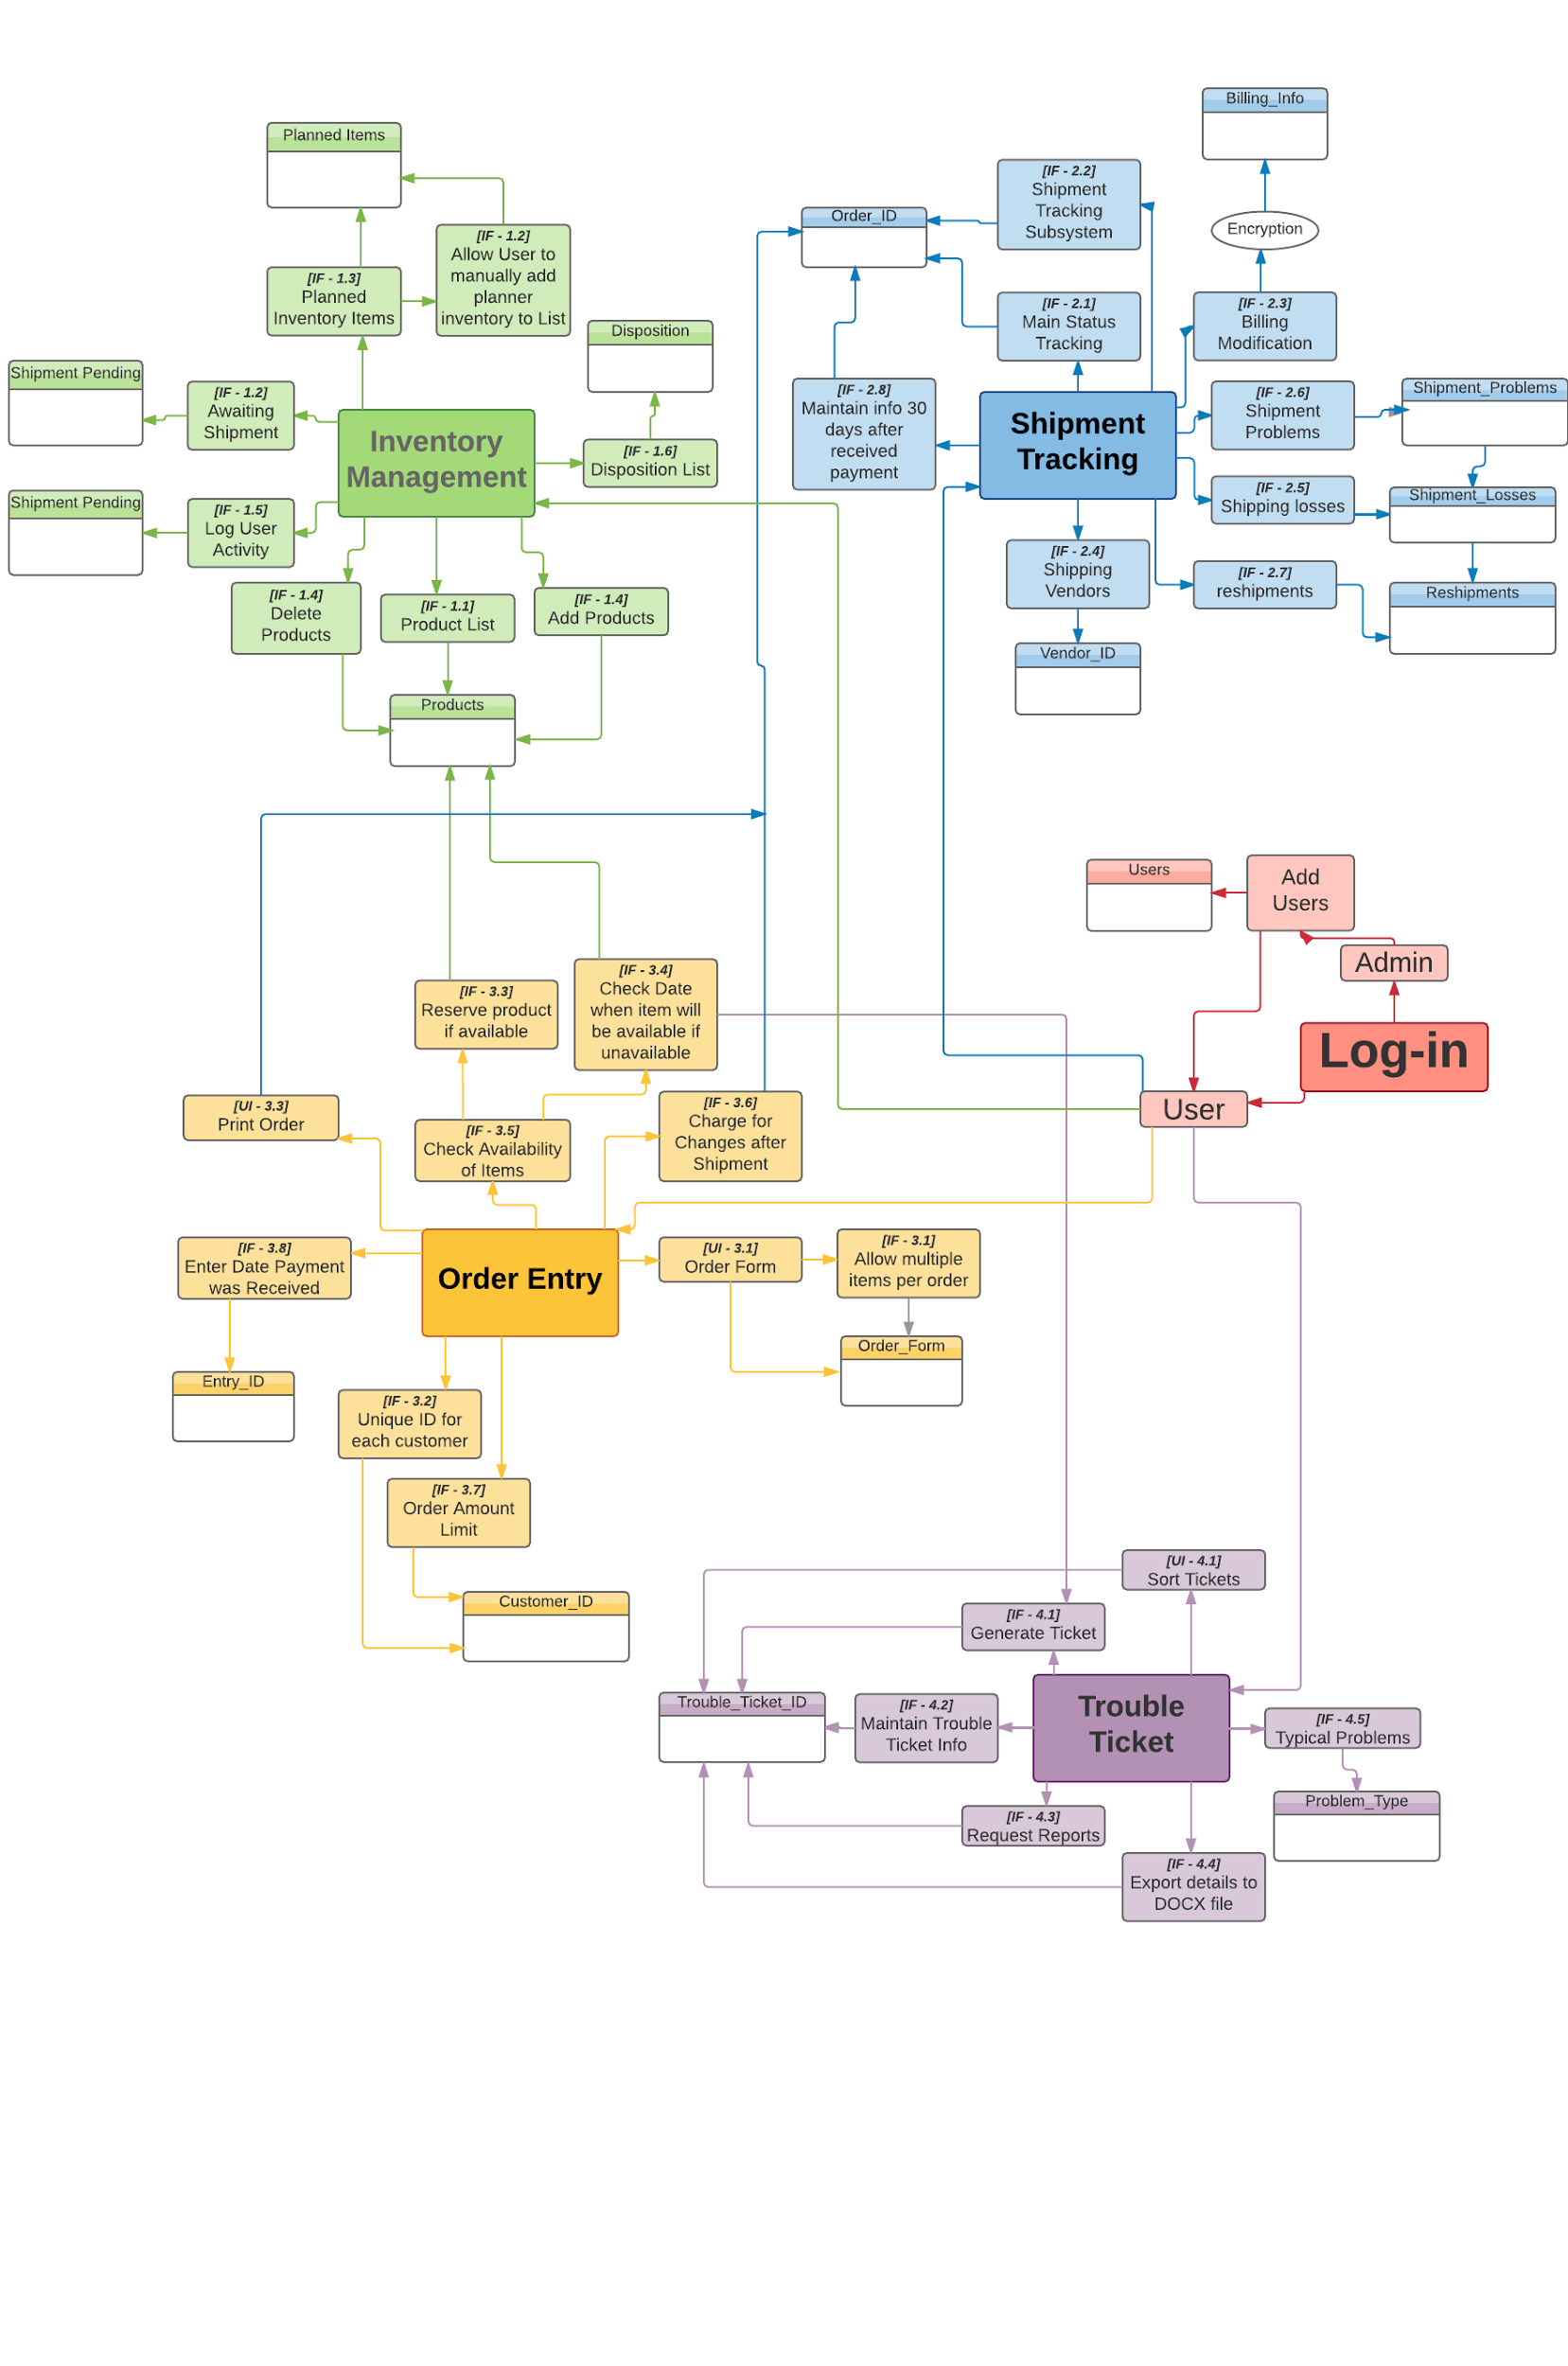 Billing_Info
Planned Items
[IF - 2.2]
Shipment
Tracking
Subsystem
Order_ID
Encryption
[IF - 1.2]
Allow User to
manually add
planner
inventory to List
[IF - 1.3]
Planned
Inventory Items
[IF - 2.1]
Main Status
Tracking
[IF - 2.3]
Billing
Modification
Disposition
Shipment Pending
[IF - 1.2]
Awaiting
Shipment
[IF - 2.8]
Maintain info 30
days after
received
payment
[IF - 2.6]
Shipment
Problems
Shipment_Problems
Inventory
Management
Shipment
Tracking
[IF - 1.6]
Disposition List
[IF - 2.5]
Shipping losses
Shipment_Losses
Shipment Pending
[IF - 1.5]
Log User
Activity
[IF - 2.4]
Shipping
Vendors
[IF - 2.7]
reshipments
Reshipments
[IF - 1.4]
Delete
Products
[IF - 1.1]
Product List
[IF - 1.4]
Add Products
Vendor_ID
Products
Users
Add
Users
Admin
[IF - 3.3]
Reserve product
if available
[IF - 3.4]
Check Date
when item will
be available if
unavailable
Log-in
[UI - 3.3]
Print Order
[IF - 3.5]
Check Availability
of Items
[IF - 3.6]
Charge for
Changes after
Shipment
User
[IF - 3.8]
Enter Date Payment
was Received
Order Entry
[UI - 3.1]
Order Form
[IF - 3.1]
Allow multiple
items per order
Order_Form
Entry_ID
[IF - 3.2]
Unique ID for
each customer
[IF - 3.7]
Order Amount
Limit
Customer_ID
[UI - 4.1]
Sort Tickets
[IF - 4.1]
Generate Ticket
Trouble_Ticket_ID
[IF - 4.2]
Maintain Trouble
Ticket Info
Trouble
Ticket
[IF - 4.5]
Typical Problems
[IF - 4.3]
Request Reports
Problem_Type
[IF - 4.4]
Export details to
DOCX file